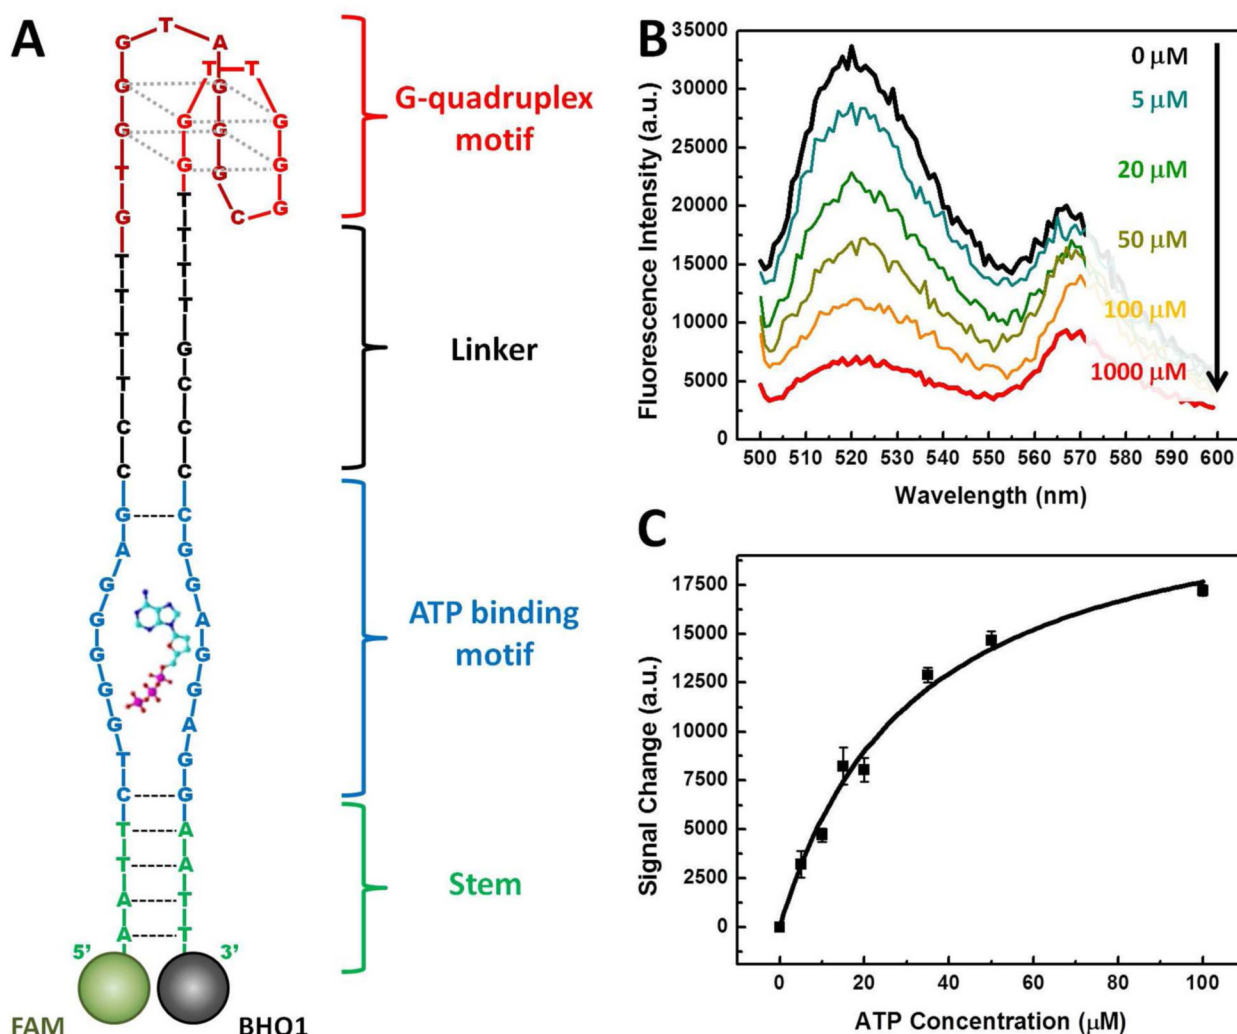 A
T
G A
T T
G G
G G G G
T G G G
G T C G
T T
T T
T T
T G
C C
C C
C C
G C
A G
G G
G A
G G
G G
G A
T G
C G
T A
T A
A T
A T
5’ 3’
FAM BHQ1
G-quadruplex
motif
Linker
ATP binding
motif
Stem
B
Fluorescence Intensity (a.u.)
35000
30000
25000
20000
15000
10000
5000
0
0 μM
5 μM
20 μM
50 μM
100 μM
1000 μM
500 510 520 530 540 550 560 570 580 590 600
Wavelength (nm)
C
Signal Change (a.u.)
17500
15000
12500
10000
7500
5000
2500
0
0 20 40 60 80 100
ATP Concentration (μM)